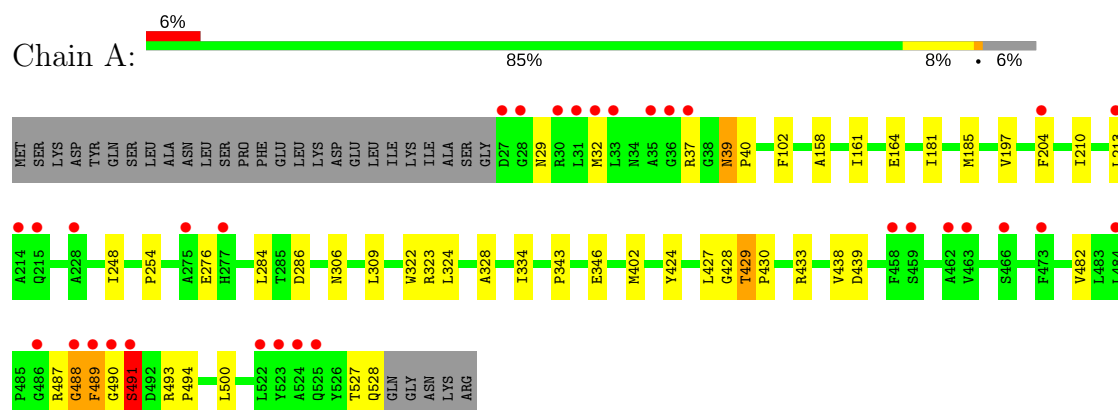 6%
Chain A:
85% 8% • 6%
MET SER LYS ASP TYR GLN SER LEU ALA ASN LEU SER PRO PHE GLU LEU LYS ASP GLU LEU ILE LYS ILE ALA SER GLY D27 G28 N29 R30 L31 M32 L33 N34 A35 G36 R37 G38 N39 P40 F102 A158 I161 E164 I181 M185 V197 F204 I210
A214 Q215 A228 I248 P254 A275 E276 H277 L284 T285 D286 N306 L309 W322 R323 L324 A328 I334 P343 E346 M402 Y424 L427 G428 T429 P430 R433 V438 D439 F458 S459 A462 V463 S466 F473 V482 L483
P485 G486 R487 G488 F489 G490 S491 D492 R493 P494 L500 L522 Y523 A524 Q525 Y526 T527 Q528 GLN GLY ASN LYS ARG